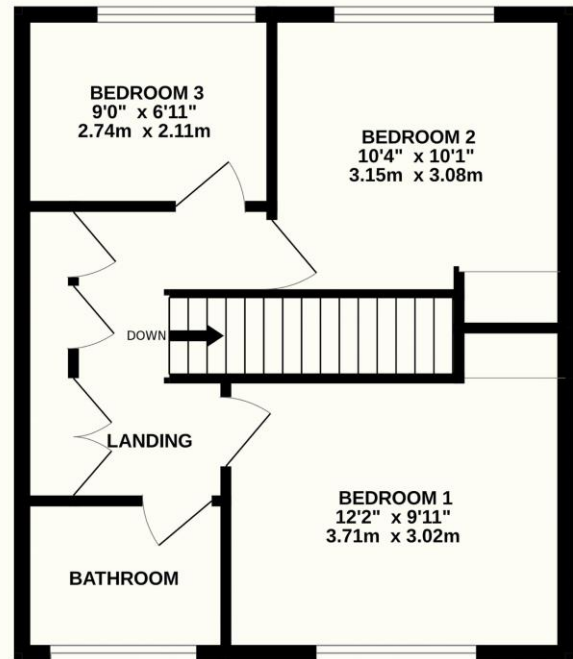 BEDROOM 3
9'0" x 6'11"
2.74m x 2.11m
BEDROOM 2
10'4" x 10'1"
3.15m x 3.08m
DOWN
LANDING
BEDROOM 1
12'2" x 9'11"
3.71m x 3.02m
BATHROOM